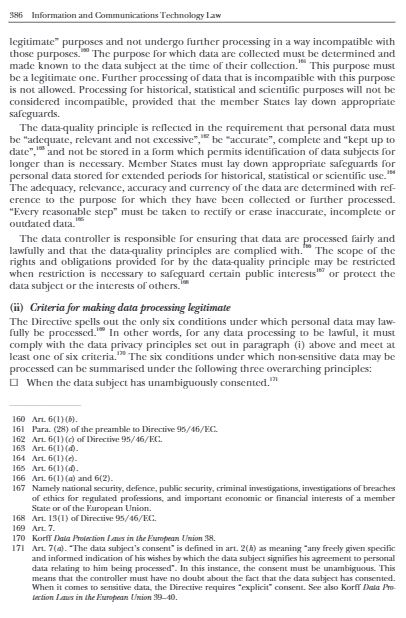 386 Information and Communications Technology Law
legitimate” purposes and not undergo further processing in a way incompatible with
those purposes.160 The purpose for which data are collected must be determined and
made known to the data subject at the time of their collection.161 This purpose must
be a legitimate one. Further processing of data that is incompatible with this purpose
is not allowed. Processing for historical, statistical and scientific purposes will not be
considered incompatible, provided that the member States lay down appropriate
safeguards.
The data-quality principle is reflected in the requirement that personal data must
be “adequate, relevant and not excessive”,162 be “accurate”, complete and “kept up to
date”,163 and not be stored in a form which permits identification of data subjects for
longer than is necessary. Member States must lay down appropriate safeguards for
personal data stored for extended periods for historical, statistical or scientific use.164
The adequacy, relevance, accuracy and currency of the data are determined with ref-
erence to the purpose for which they have been collected or further processed.
“Every reasonable step” must be taken to rectify or erase inaccurate, incomplete or
outdated data.165
The data controller is responsible for ensuring that data are processed fairly and
lawfully and that the data-quality principles are complied with.166 The scope of the
rights and obligations provided for by the data-quality principle may be restricted
when restriction is necessary to safeguard certain public interests167 or protect the
data subject or the interests of others.168
(ii) Criteria for making data processing legitimate
The Directive spells out the only six conditions under which personal data may law-
fully be processed.169 In other words, for any data processing to be lawful, it must
comply with the data privacy principles set out in paragraph (i) above and meet at
least one of six criteria.170 The six conditions under which non-sensitive data may be
processed can be summarised under the following three overarching principles:
☐ When the data subject has unambiguously consented.171
160 Art. 6(1)(b).
161 Para. (28) of the preamble to Directive 95/46/EC.
162 Art. 6(1)(c) of Directive 95/46/EC.
163 Art. 6(1)(d).
164 Art. 6(1)(e).
165 Art. 6(1)(d).
166 Art. 6(1)(a) and 6(2).
167 Namely national security, defence, public security, criminal investigations, investigations of breaches
of ethics for regulated professions, and important economic or financial interests of a member
State or of the European Union.
168 Art. 13(1) of Directive 95/46/EC.
169 Art. 7.
170 Korff Data Protection Laws in the European Union 38.
171 Art. 7(a). “The data subject’s consent” is defined in art. 2(h) as meaning “any freely given specific
and informed indication of his wishes by which the data subject signifies his agreement to personal
data relating to him being processed”. In this instance, the consent must be unambiguous. This
means that the controller must have no doubt about the fact that the data subject has consented.
When it comes to sensitive data, the Directive requires “explicit” consent. See also Korff Data Pro-
tection Laws in the European Union 39–40.